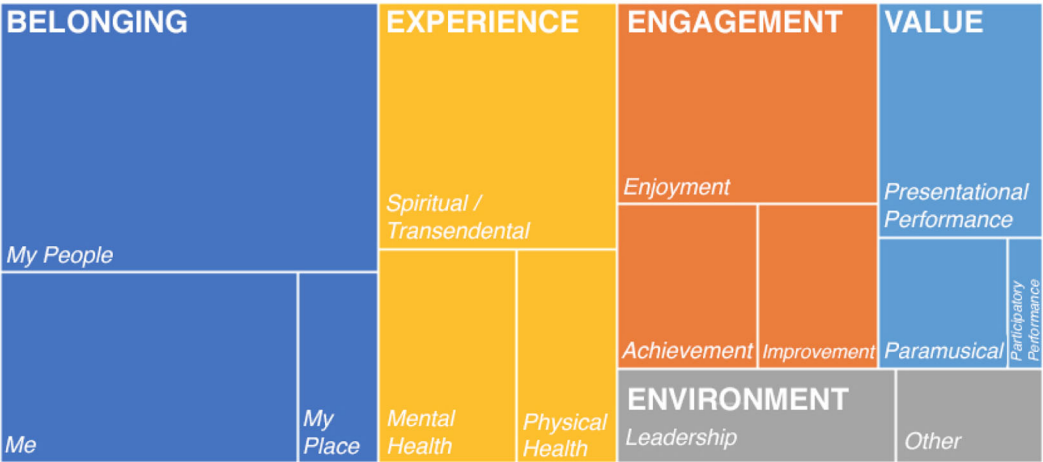 BELONGING
My People
Me
My
Place
EXPERIENCE
Spiritual /
Transendental
Mental
Health
Physical
Health
ENGAGEMENT
Enjoyment
Achievement
Improvement
VALUE
Presentational
Performance
Paramusical
Participatory
Performance
ENVIRONMENT
Leadership
Other